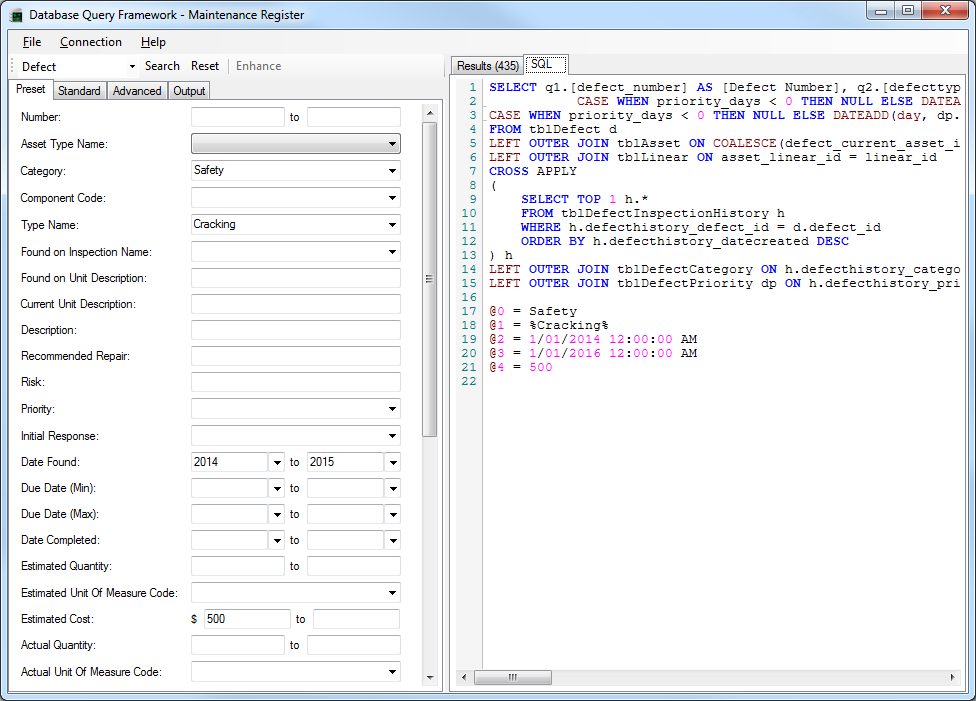 Database Query Framework - Maintenance Register
File Connection Help
Defect Search Reset Enhance
Preset Standard Advanced Output
Number: to
Asset Type Name:
Category: Safety
Component Code:
Type Name: Cracking
Found on Inspection Name:
Found on Unit Description:
Current Unit Description:
Description:
Recommended Repair:
Risk:
Priority:
Initial Response:
Date Found: 2014 to 2015
Due Date (Min): to
Due Date (Max): to
Date Completed: to
Estimated Quantity: to
Estimated Unit Of Measure Code:
Estimated Cost: $ 500 to
Actual Quantity: to
Actual Unit Of Measure Code:
Results (435) SQL
1 SELECT q1.[defect_number] AS [Defect Number], q2.[defecttyp
2 CASE WHEN priority_days < 0 THEN NULL ELSE DATEA
3 CASE WHEN priority_days < 0 THEN NULL ELSE DATEADD(day, dp.
4 FROM tblDefect d
5 LEFT OUTER JOIN tblAsset ON COALESCE(defect_current_asset_i
6 LEFT OUTER JOIN tblLinear ON asset_linear_id = linear_id
7 CROSS APPLY
8 (
9 SELECT TOP 1 h.*
10 FROM tblDefectInspectionHistory h
11 WHERE h.defecthistory_defect_id = d.defect_id
12 ORDER BY h.defecthistory_datecreated DESC
13 ) h
14 LEFT OUTER JOIN tblDefectCategory ON h.defecthistory_catego
15 LEFT OUTER JOIN tblDefectPriority dp ON h.defecthistory_pri
16
17 @0 = Safety
18 @1 = %Cracking%
19 @2 = 1/01/2014 12:00:00 AM
20 @3 = 1/01/2016 12:00:00 AM
21 @4 = 500
22